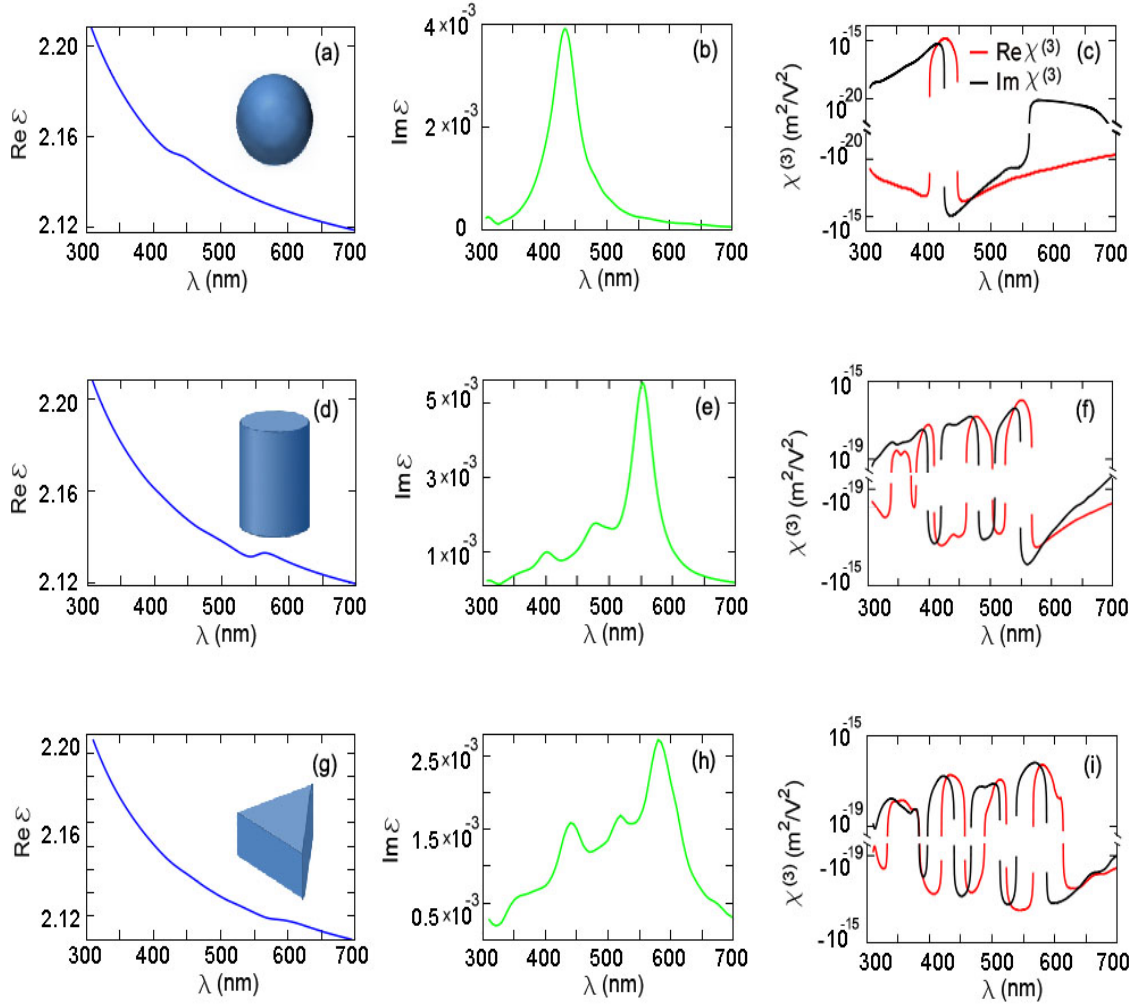 2.20
2.16
2.12
Re ε
(a)
300 400 500 600 700
λ (nm)
4 ×10⁻³
2 ×10⁻³
0
Im ε
(b)
300 400 500 600 700
λ (nm)
10⁻¹⁵
10⁻²⁰
-10⁻²⁰
-10⁻¹⁵
χ⁽³⁾ (m²/V²)
Re χ⁽³⁾
Im χ⁽³⁾
(c)
300 400 500 600 700
λ (nm)
2.20
2.16
2.12
Re ε
(d)
300 400 500 600 700
λ (nm)
5 ×10⁻³
3 ×10⁻³
1 ×10⁻³
Im ε
(e)
300 400 500 600 700
λ (nm)
10⁻¹⁵
10⁻¹⁹
-10⁻¹⁹
-10⁻¹⁵
χ⁽³⁾ (m²/V²)
(f)
300 400 500 600 700
λ (nm)
2.20
2.16
2.12
Re ε
(g)
300 400 500 600 700
λ (nm)
2.5 ×10⁻³
1.5 ×10⁻³
0.5 ×10⁻³
Im ε
(h)
300 400 500 600 700
λ (nm)
10⁻¹⁵
10⁻¹⁹
-10⁻¹⁹
-10⁻¹⁵
χ⁽³⁾ (m²/V²)
(i)
300 400 500 600 700
λ (nm)